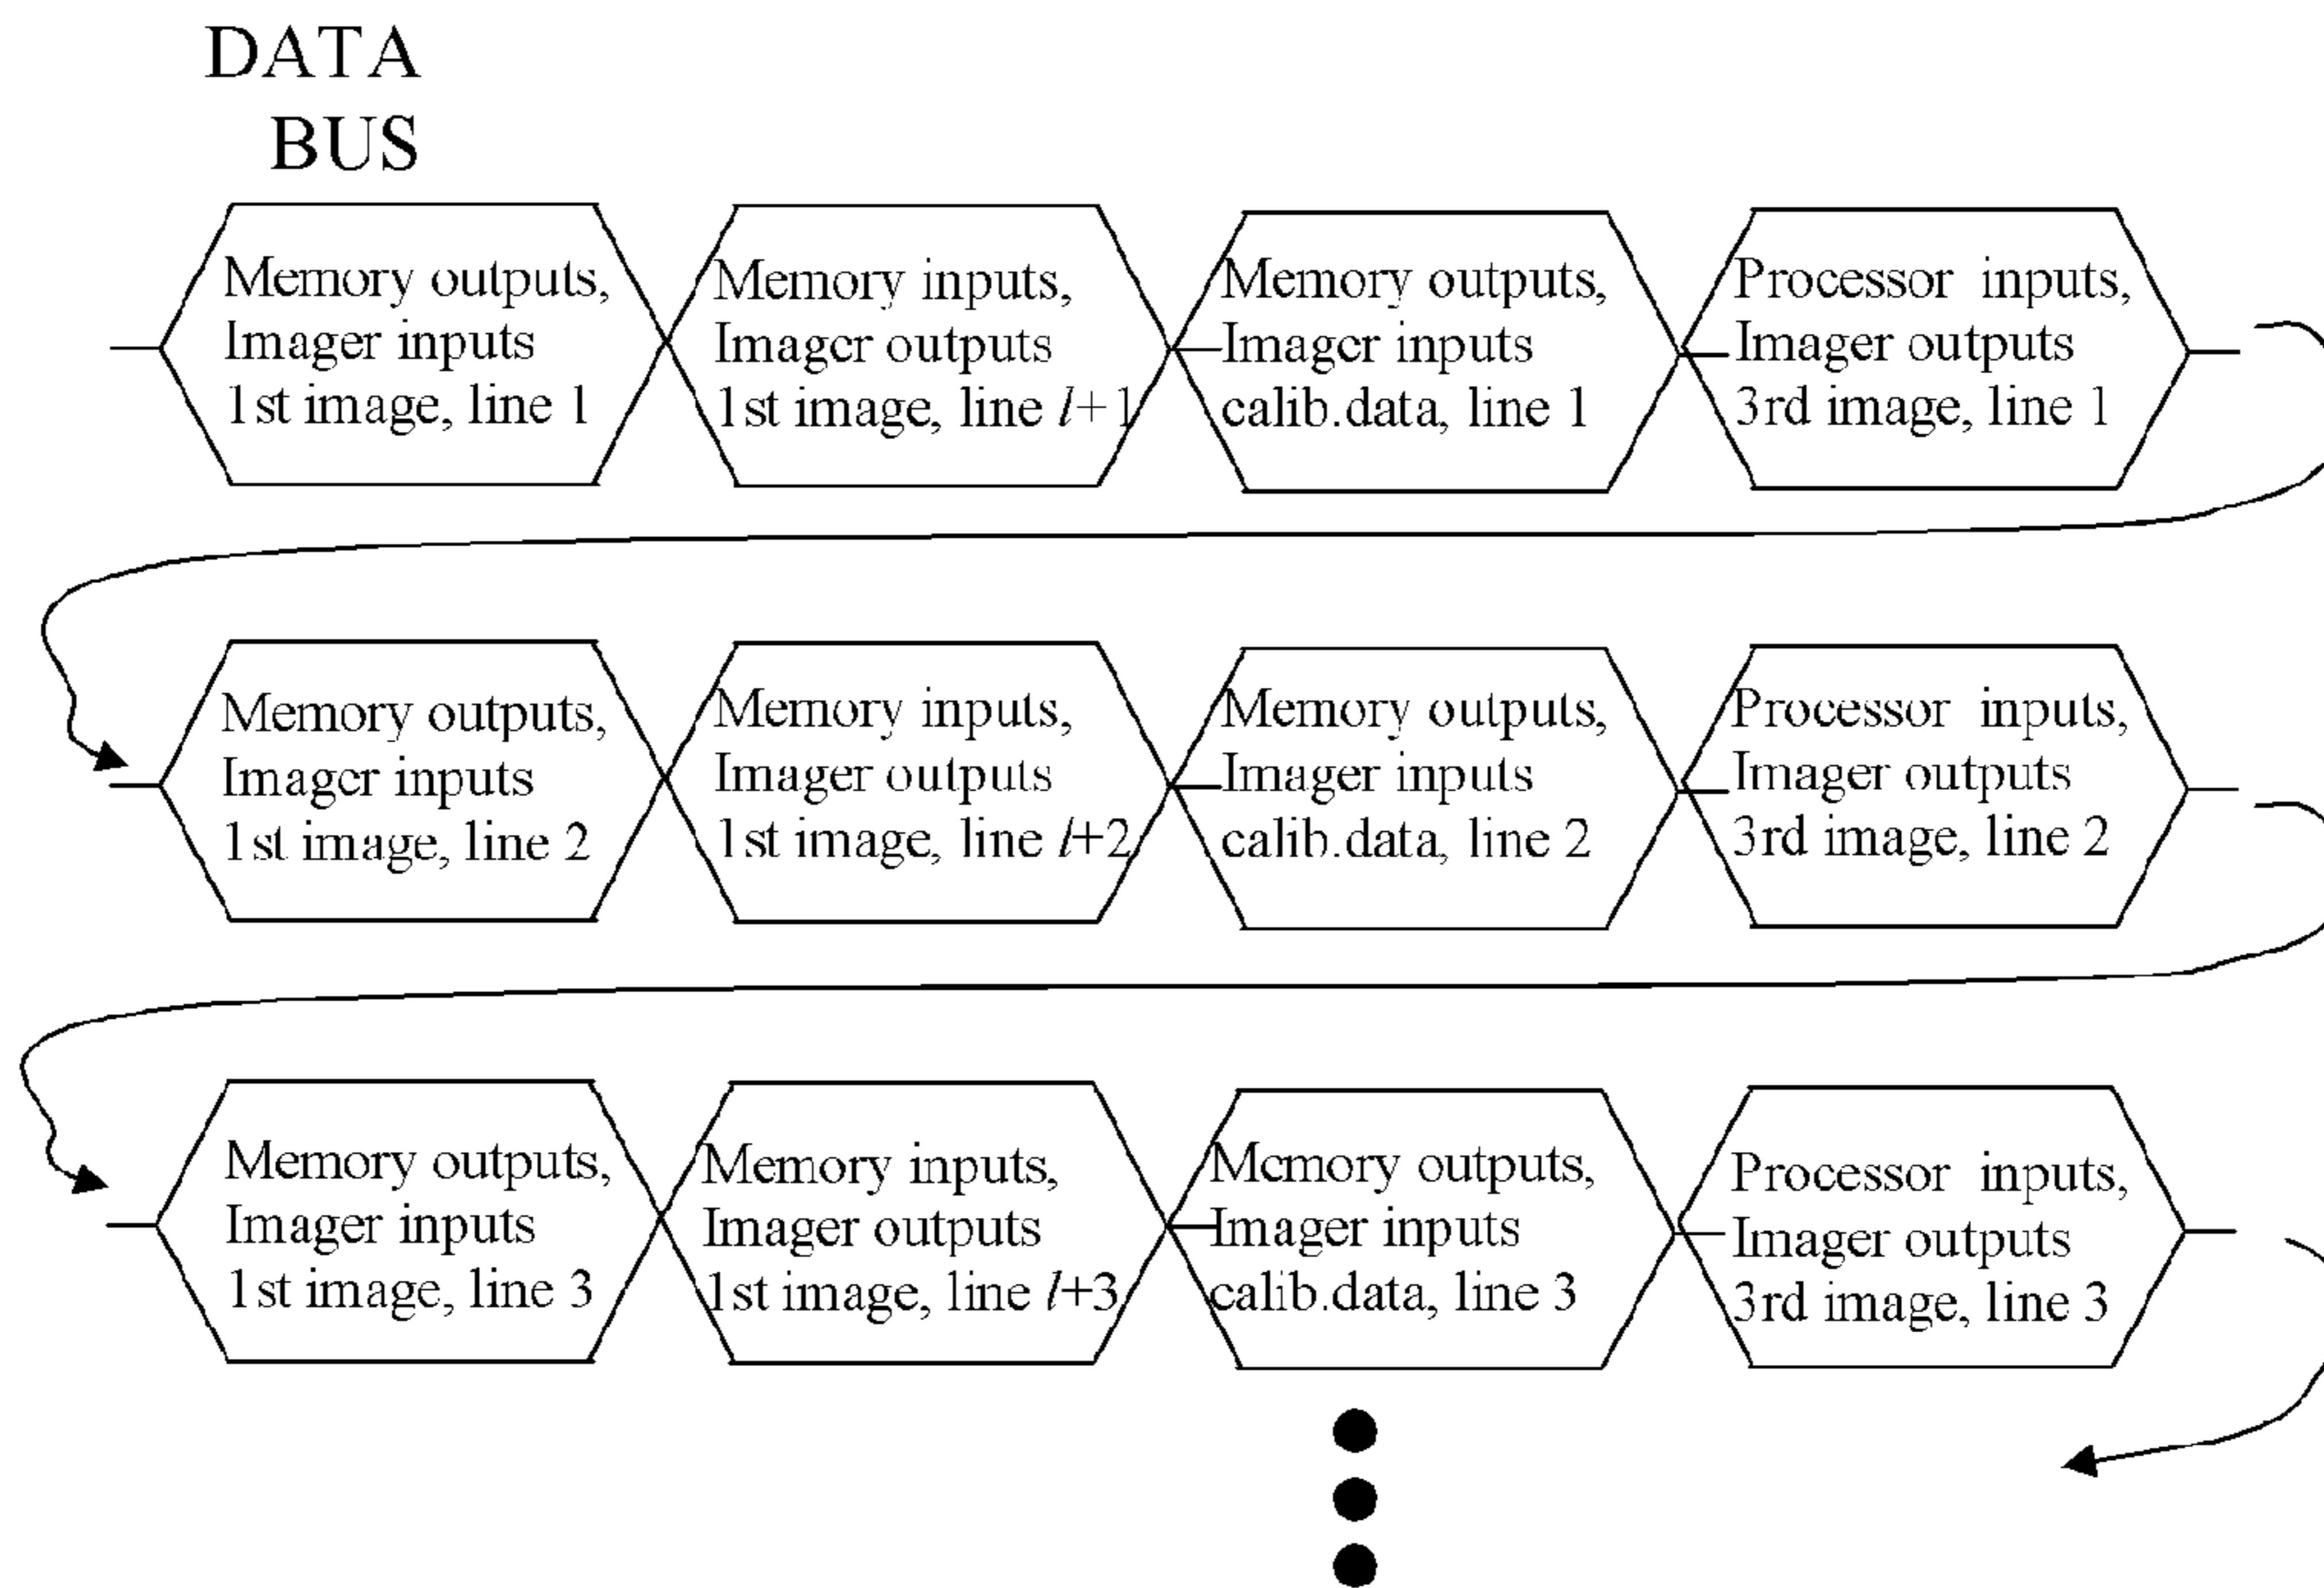 DATA
BUS
Memory outputs,
Imager inputs
1st image, line 1
Memory inputs,
Imager outputs
1st image, line l+1
Memory outputs,
Imager inputs
calib.data, line 1
Processor inputs,
Imager outputs
3rd image, line 1
Memory outputs,
Imager inputs
1st image, line 2
Memory inputs,
Imager outputs
1st image, line l+2
Memory outputs,
Imager inputs
calib.data, line 2
Processor inputs,
Imager outputs
3rd image, line 2
Memory outputs,
Imager inputs
1st image, line 3
Memory inputs,
Imager outputs
1st image, line l+3
Memory outputs,
Imager inputs
calib.data, line 3
Processor inputs,
Imager outputs
3rd image, line 3